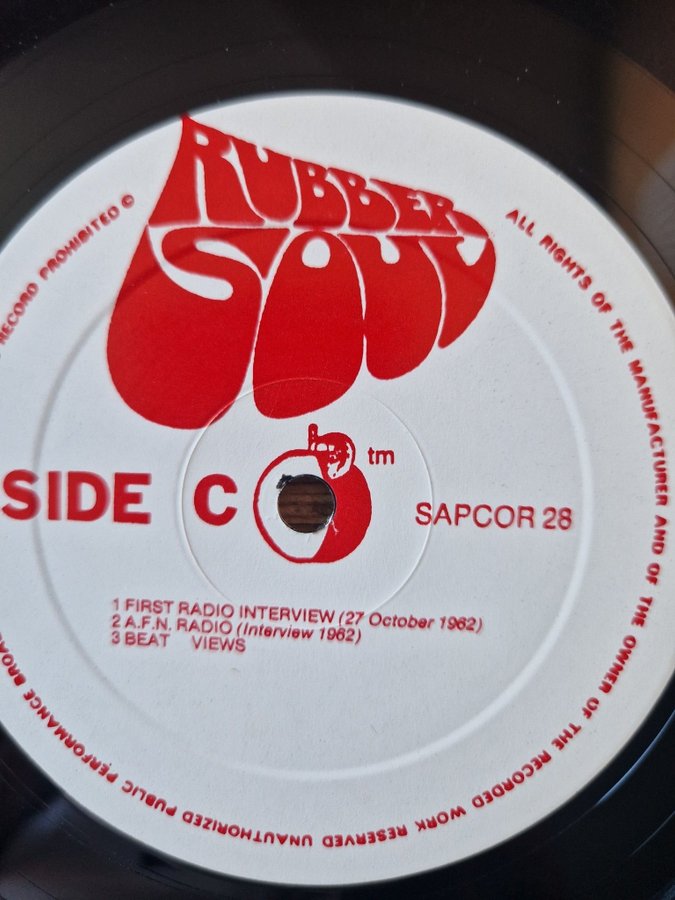 RUBBER
SOUL
SIDE C
tm
SAPCOR 28
1 FIRST RADIO INTERVIEW (27 October 1962)
2 A.F.N. RADIO (Interview 1962)
3 BEAT VIEWS
ALL RIGHTS OF THE MANUFACTURER AND OF THE OWNER OF THE RECORDED WORK RESERVED UNAUTHORIZED PUBLIC PERFORMANCE
RECORD PROHIBITED ©